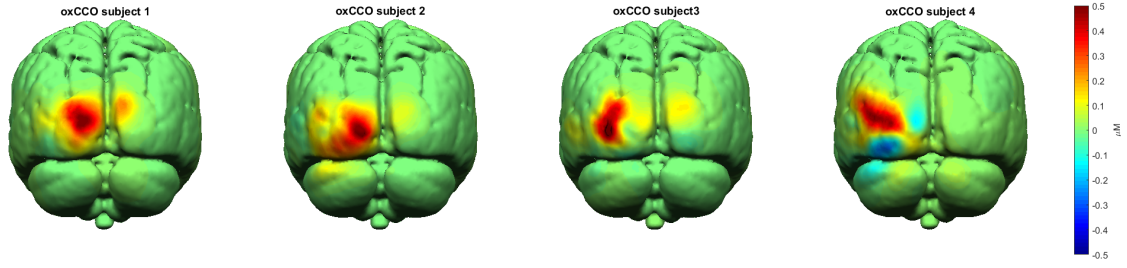 oxCCO subject 1
oxCCO subject 2
oxCCO subject3
oxCCO subject 4
0.5
0.4
0.3
0.2
0.1
0
-0.1
-0.2
-0.3
-0.4
-0.5
μM